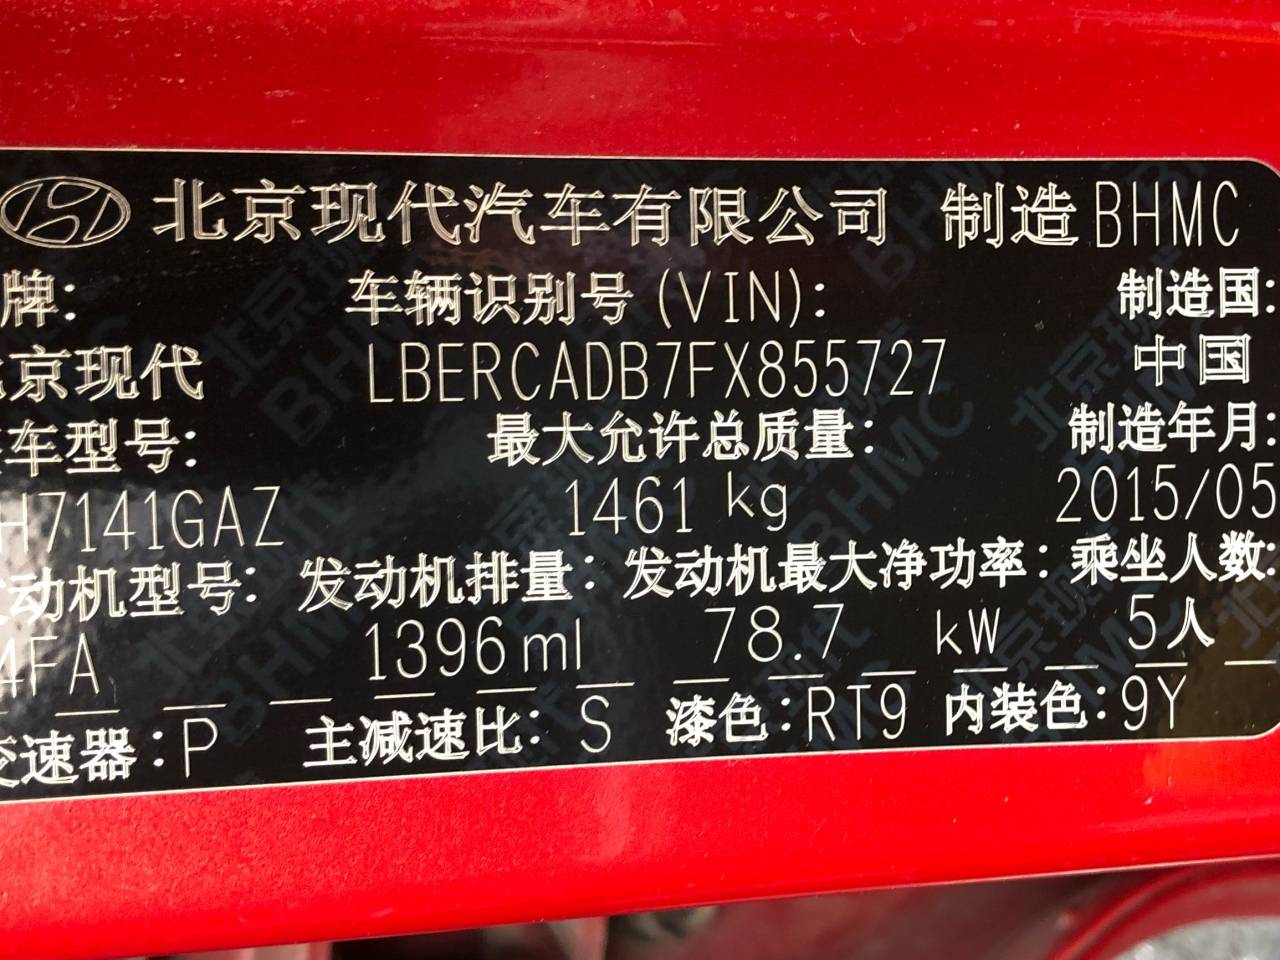 北京现代汽车有限公司 制造BHMC
牌: 车辆识别号 (VIN): 制造国:
京现代 LBERCADB7FX855727 中国
车型号: 最大允许总质量: 制造年月:
H7141GAZ 1461 kg 2015/05
动机型号: 发动机排量: 发动机最大净功率: 乘坐人数:
4FA 1396ml 78.7 kW 5人
变速器:P 主减速比: S 漆色:RT9 内装色:9Y